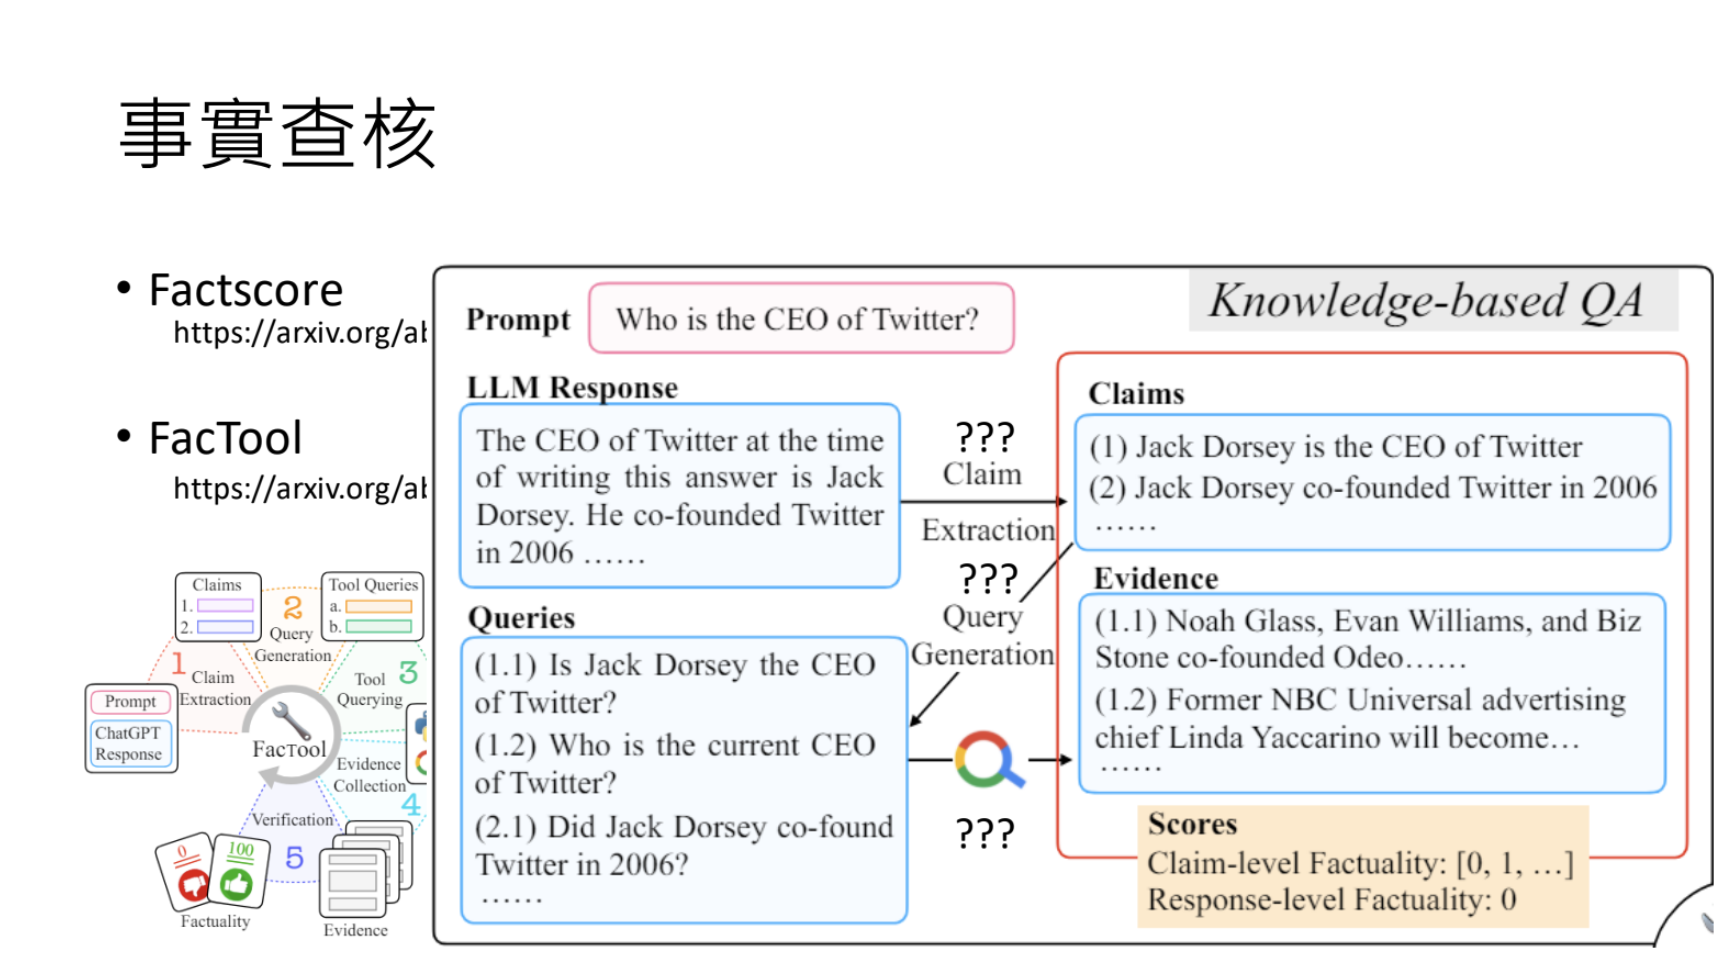 事實查核
• Factscore
https://arxiv.org/ab
• FacTool
https://arxiv.org/ab
Claims
1.
2.
2
Query
Generation
Tool Queries
a.
b.
1
Claim
Extraction
Tool
Querying
3
Prompt
ChatGPT
Response
FacTool
Evidence
Collection
4
Verification
5
0
100
Factuality
Evidence
Knowledge-based QA
Prompt
Who is the CEO of Twitter?
LLM Response
The CEO of Twitter at the time
of writing this answer is Jack
Dorsey. He co-founded Twitter
in 2006 ......
???
Claim
Extraction
Claims
(1) Jack Dorsey is the CEO of Twitter
(2) Jack Dorsey co-founded Twitter in 2006
......
???
Query
Generation
Queries
(1.1) Is Jack Dorsey the CEO
of Twitter?
(1.2) Who is the current CEO
of Twitter?
(2.1) Did Jack Dorsey co-found
Twitter in 2006?
......
???
Evidence
(1.1) Noah Glass, Evan Williams, and Biz
Stone co-founded Odeo......
(1.2) Former NBC Universal advertising
chief Linda Yaccarino will become...
......
Scores
Claim-level Factuality: [0, 1, ...]
Response-level Factuality: 0